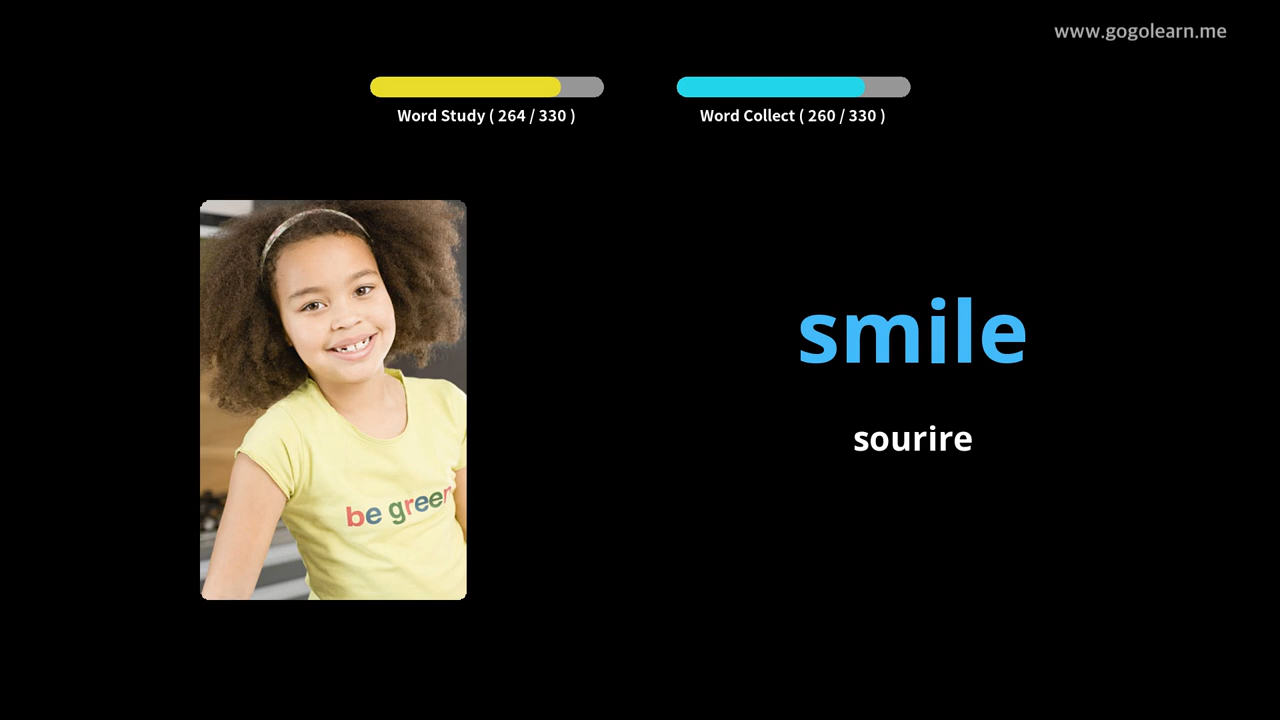 www.gogolearn.me
Word Study ( 264 / 330 )
Word Collect ( 260 / 330 )
smile
sourire
be green